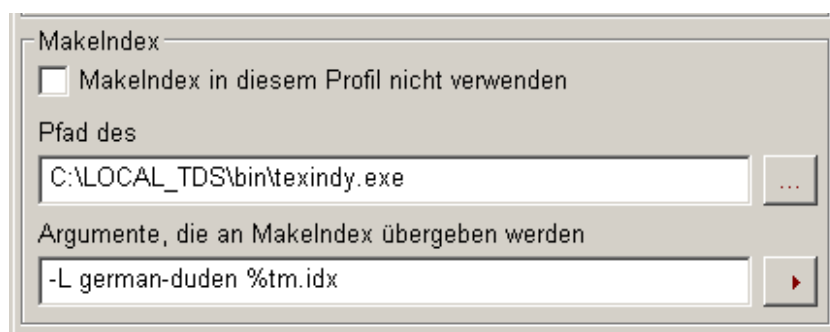 MakeIndex
MakeIndex in diesem Profil nicht verwenden
Pfad des
C:\LOCAL_TDS\bin\texindy.exe
...
Argumente, die an MakeIndex übergeben werden
-L german-duden %tm.idx